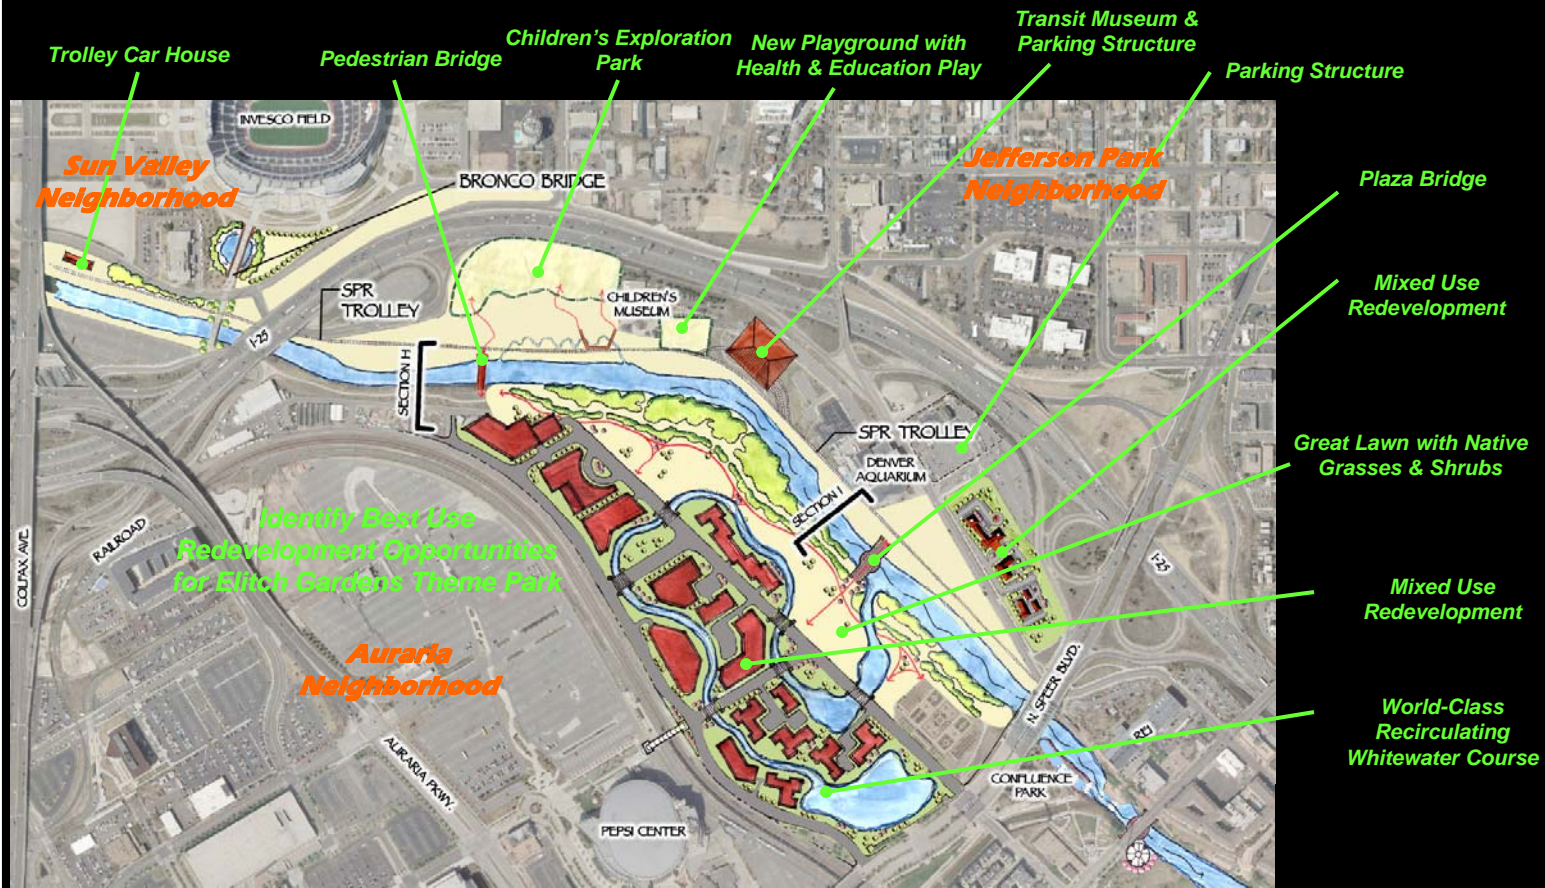 Transit Museum &
Parking Structure
Children's Exploration
Park
New Playground with
Health & Education Play
Trolley Car House
Pedestrian Bridge
Parking Structure
INVESCO FIELD
Sun Valley
Neighborhood
BRONCO BRIDGE
Jefferson Park
Neighborhood
Plaza Bridge
Mixed Use
Redevelopment
SPR
TROLLEY
CHILDREN'S
MUSEUM
I-25
SECTION H
SPR TROLLEY
DENVER
AQUARIUM
Great Lawn with Native
Grasses & Shrubs
SECTION I
Identify Best Use
Redevelopment Opportunities
for Elitch Gardens Theme Park
RAILROAD
COLFAX AVE.
I-25
Mixed Use
Redevelopment
Auraria
Neighborhood
N. SPEER BLVD.
World-Class
Recirculating
Whitewater Course
REI
AURARIA PKWY.
CONFLUENCE
PARK
PEPSI CENTER